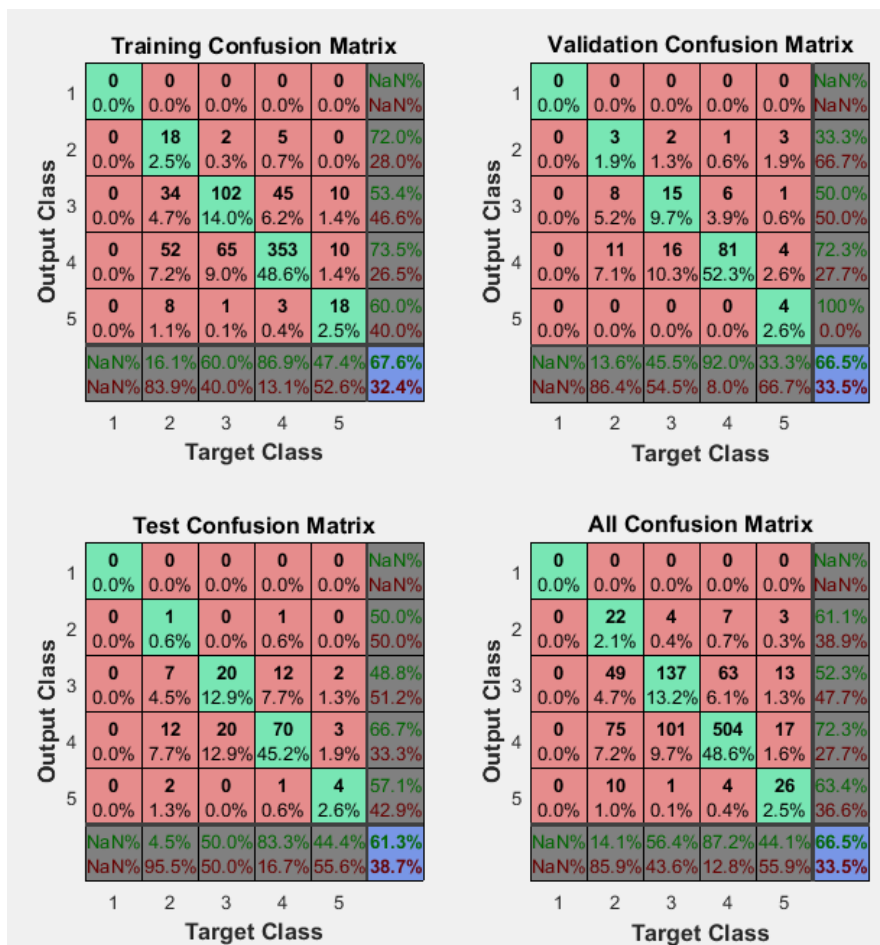 Training Confusion Matrix
0 0 0 0 0 NaN%
1
0.0% 0.0% 0.0% 0.0% 0.0% NaN%
0 18 2 5 0 72.0%
2
0.0% 2.5% 0.3% 0.7% 0.0% 28.0%
0 34 102 45 10 53.4%
3
0.0% 4.7% 14.0% 6.2% 1.4% 46.6%
0 52 65 353 10 73.5%
4
0.0% 7.2% 9.0% 48.6% 1.4% 26.5%
0 8 1 3 18 60.0%
5
0.0% 1.1% 0.1% 0.4% 2.5% 40.0%
NaN% 16.1% 60.0% 86.9% 47.4% 67.6%
NaN% 83.9% 40.0% 13.1% 52.6% 32.4%
1 2 3 4 5
Target Class
Output Class
Validation Confusion Matrix
0 0 0 0 0 NaN%
1
0.0% 0.0% 0.0% 0.0% 0.0% NaN%
0 3 2 1 3 33.3%
2
0.0% 1.9% 1.3% 0.6% 1.9% 66.7%
0 8 15 6 1 50.0%
3
0.0% 5.2% 9.7% 3.9% 0.6% 50.0%
0 11 16 81 4 72.3%
4
0.0% 7.1% 10.3% 52.3% 2.6% 27.7%
0 0 0 0 4 100%
5
0.0% 0.0% 0.0% 0.0% 2.6% 0.0%
NaN% 13.6% 45.5% 92.0% 33.3% 66.5%
NaN% 86.4% 54.5% 8.0% 66.7% 33.5%
1 2 3 4 5
Target Class
Output Class
Test Confusion Matrix
0 0 0 0 0 NaN%
1
0.0% 0.0% 0.0% 0.0% 0.0% NaN%
0 1 0 1 0 50.0%
2
0.0% 0.6% 0.0% 0.6% 0.0% 50.0%
0 7 20 12 2 48.8%
3
0.0% 4.5% 12.9% 7.7% 1.3% 51.2%
0 12 20 70 3 66.7%
4
0.0% 7.7% 12.9% 45.2% 1.9% 33.3%
0 2 0 1 4 57.1%
5
0.0% 1.3% 0.0% 0.6% 2.6% 42.9%
NaN% 4.5% 50.0% 83.3% 44.4% 61.3%
NaN% 95.5% 50.0% 16.7% 55.6% 38.7%
1 2 3 4 5
Target Class
Output Class
All Confusion Matrix
0 0 0 0 0 NaN%
1
0.0% 0.0% 0.0% 0.0% 0.0% NaN%
0 22 4 7 3 61.1%
2
0.0% 2.1% 0.4% 0.7% 0.3% 38.9%
0 49 137 63 13 52.3%
3
0.0% 4.7% 13.2% 6.1% 1.3% 47.7%
0 75 101 504 17 72.3%
4
0.0% 7.2% 9.7% 48.6% 1.6% 27.7%
0 10 1 4 26 63.4%
5
0.0% 1.0% 0.1% 0.4% 2.5% 36.6%
NaN% 14.1% 56.4% 87.2% 44.1% 66.5%
NaN% 85.9% 43.6% 12.8% 55.9% 33.5%
1 2 3 4 5
Target Class
Output Class